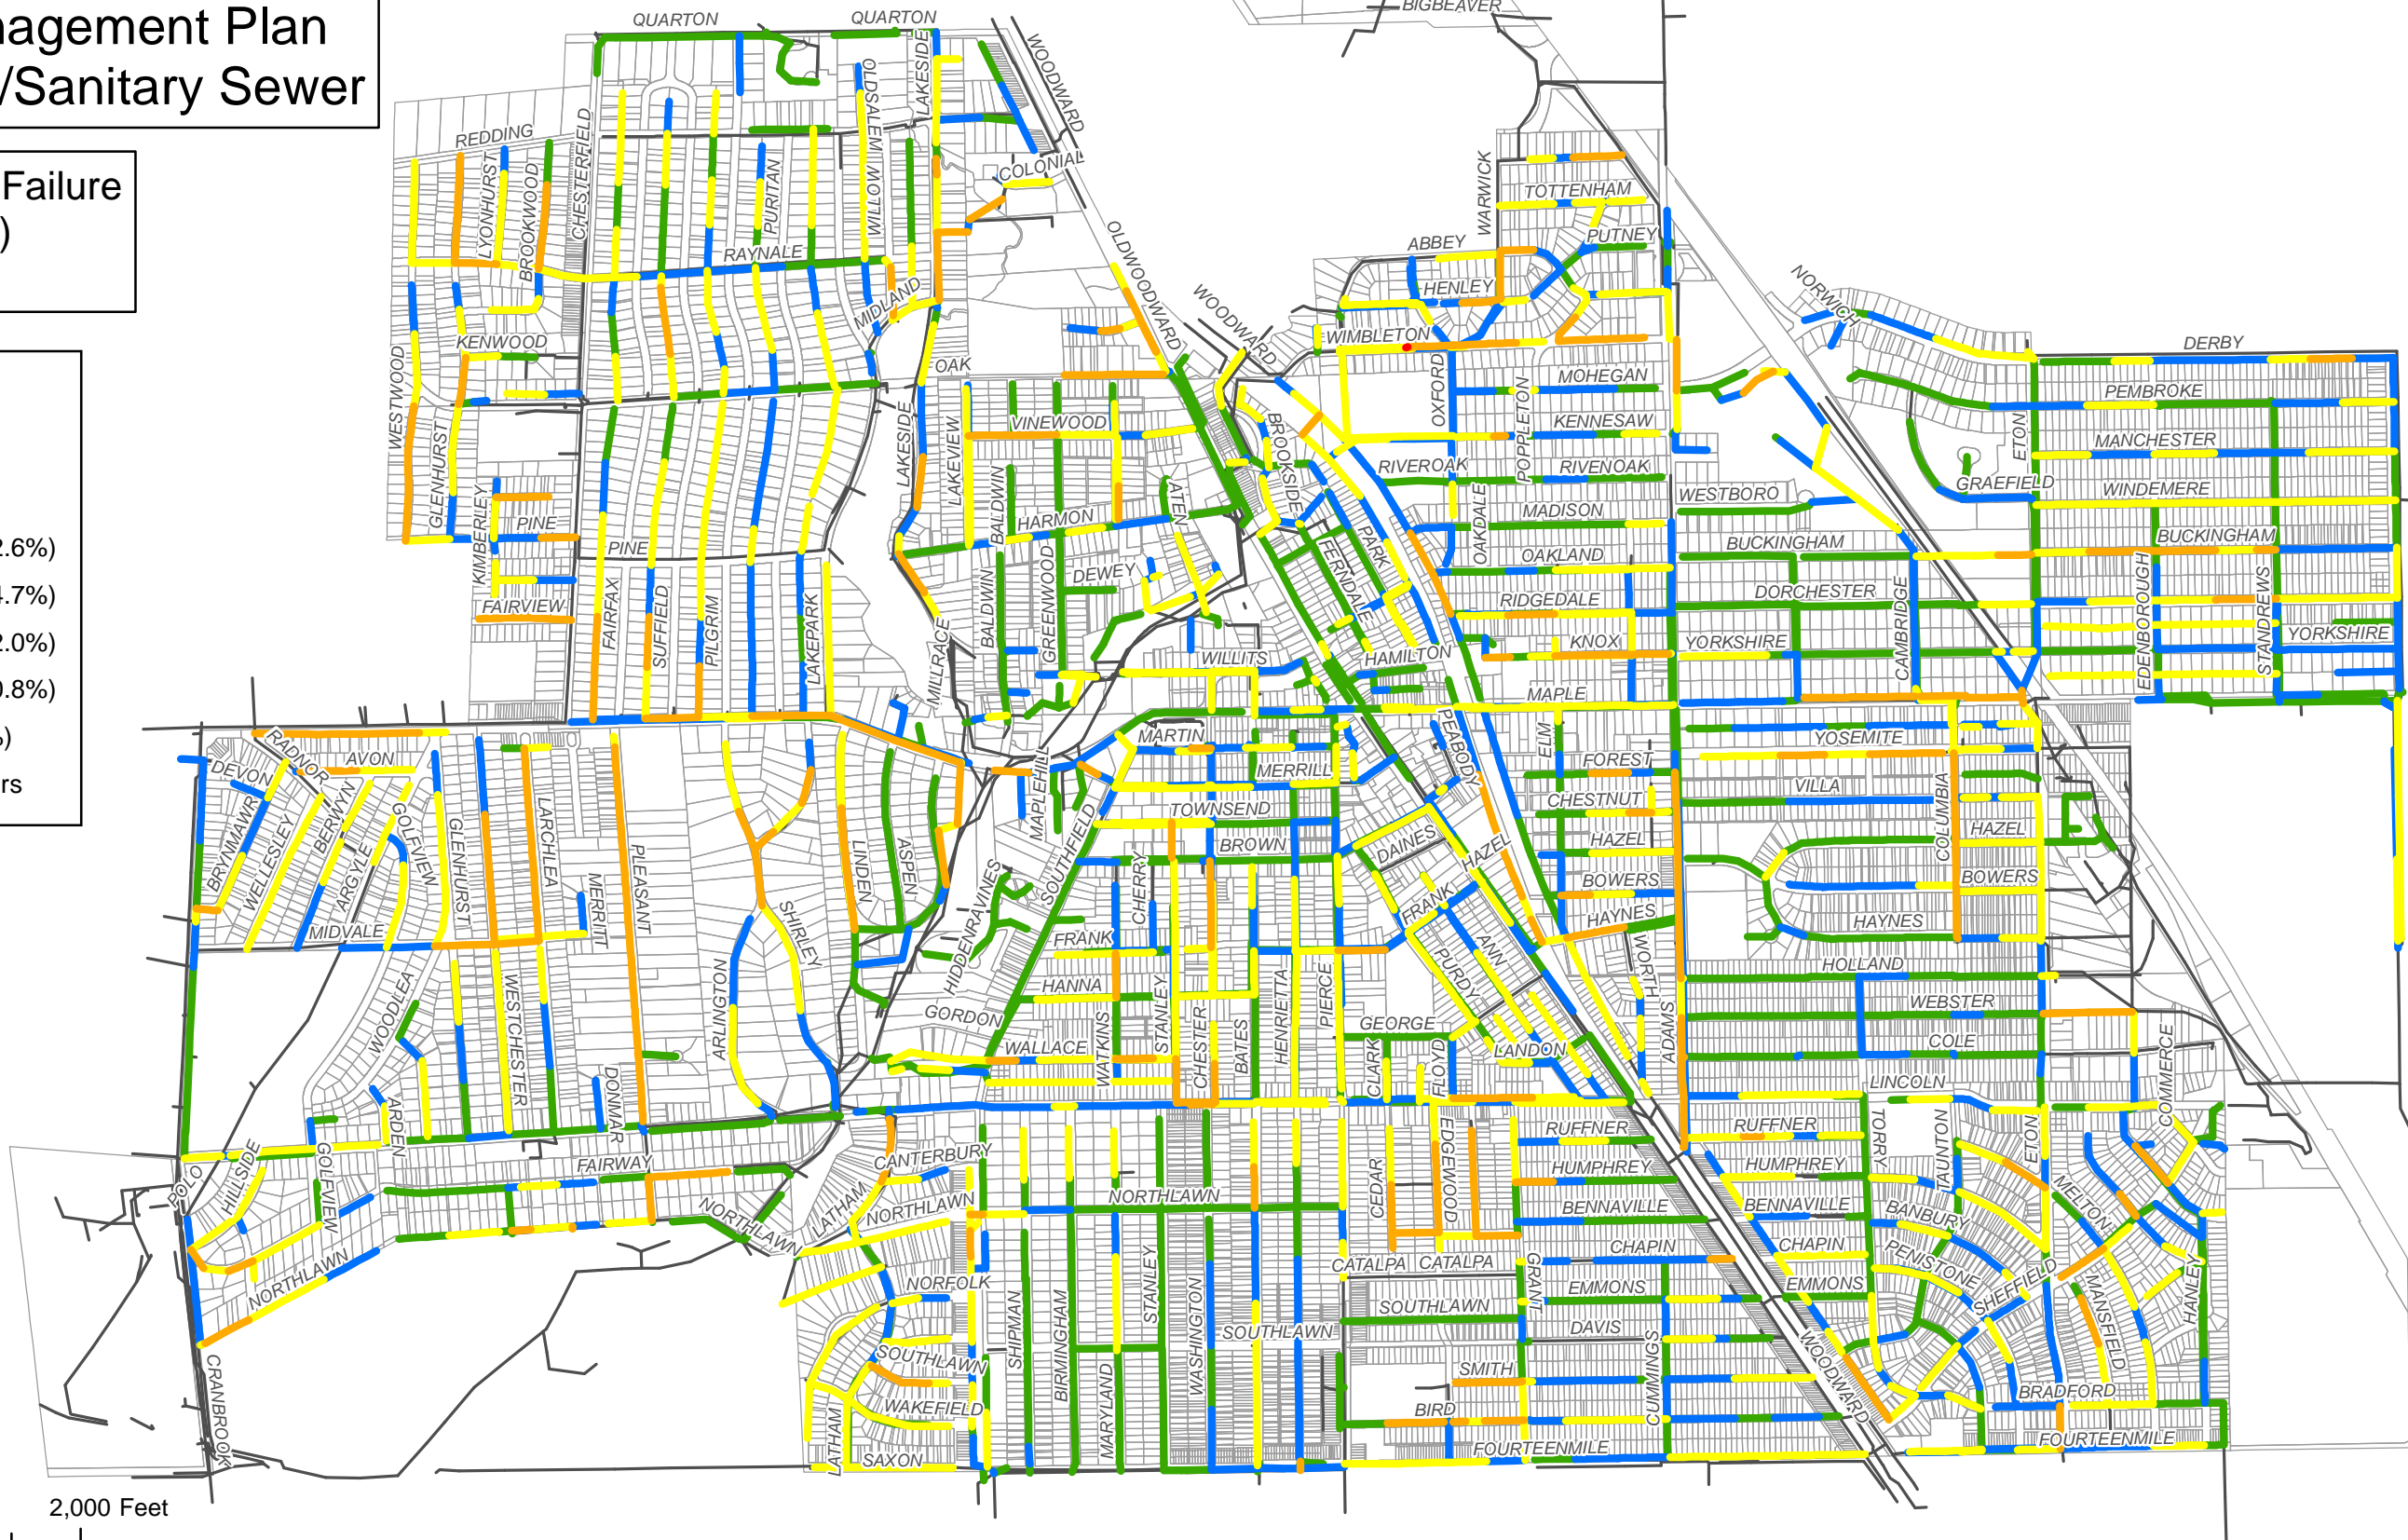 nagement Plan
/Sanitary Sewer
Failure
)
2.6%)
4.7%)
2.0%)
0.8%)
%)
rs
2,000 Feet
QUARTON
QUARTON
LAKESIDE
WOODWARD
BIGBEAVER
OLDSALEM MOTTIW
REDDING
LYONHURST
BROOKWOOD
CHESTERFIELD
PURITAN
RAYNALE
COLONIAL
WARWICK
TOTTENHAM
PUTNEY
ABBEY
HENLEY
OLDWOODWARD
WOODWARD
MIDLAND
WIMBLETON
NORWICH
DERBY
KENWOOD
OAK
WESTWOOD
GLENHURST
LAKESIDE
LAKEVIEW
VINEWOOD
BROOKSIDE
OXFORD
POPPLETON
MOHEGAN
KENNESAW
RIVEROAK
RIVENOAK
PEMBROKE
MANCHESTER
ETON
GRAEFIELD
WINDEMERE
WESTBORO
KIMBERLEY
PINE
PINE
BALDWIN
HARMON
ATEN
MADISON
OAKDALE
OAKLAND
BUCKINGHAM
BUCKINGHAM
PARK
FERNDALE
DEWEY
GREENWOOD
BALDWIN
FAIRVIEW
FAIRFAX
SUFFIELD
PILGRIM
LAKEPARK
MILLRACE
RIDGEDALE
DORCHESTER
CAMBRIDGE
EDENBOROUGH
STANDREWS
KNOX
YORKSHIRE
YORKSHIRE
WILLITS
HAMILTON
MAPLE
RADNOR
AVON
DEVON
BRYNMAWR
WELLESLEY
BERWYN
ARGYLE
GOLFVIEW
GLENHURST
LARCHLEA
MERRITT
PLEASANT
MIDVALE
SHIRLEY
LINDEN
ASPEN
MAPLEHILL
MARTIN
MERRILL
TOWNSEND
BROWN
PEABODY
ELM
FOREST
CHESTNUT
HAZEL
HAZEL
BOWERS
HAYNES
YOSEMITE
VILLA
COLUMBIA
HAZEL
BOWERS
HAYNES
DAINES
FRANK
SOUTHFIELD
CHERRY
HIDDENRAVINES
FRANK
HANNA
GORDON
WALLACE
WATKINS
STANLEY
CHESTER
BATES
HENRIETTA
PIERCE
PURDY
ANN
WORTH
ADAMS
HOLLAND
WEBSTER
COLE
LINCOLN
COMMERCE
GEORGE
CLARK
FLOYD
LANDON
WOODLEA
WESTCHESTER
ARLINGTON
DONMAR
ARDEN
FAIRWAY
POLO
HILLSIDE
GOLFVIEW
NORTHLAWN
NORTHLAWN
CRANBROOK
CANTERBURY
LATHAM
NORTHLAWN
NORTHLAWN
NORFOLK
SOUTHLAWN
WAKEFIELD
LATHAM
SAXON
SHIPMAN
BIRMINGHAM
MARYLAND
STANLEY
WASHINGTON
SOUTHLAWN
CEDAR
EDGEWOOD
CATALPA
CATALPA
SOUTHLAWN
SMITH
BIRD
FOURTEENMILE
GRANT
RUFFNER
HUMPHREY
BENNAVILLE
CHAPIN
EMMONS
DAVIS
CUMMINGS
RUFFNER
HUMPHREY
BENNAVILLE
CHAPIN
EMMONS
WOODWARD
TORRY
TAUNTON
ETON
BANBURY
PENISTONE
SHEFFIELD
MELTON
MANSFIELD
HANLEY
BRADFORD
FOURTEENMILE